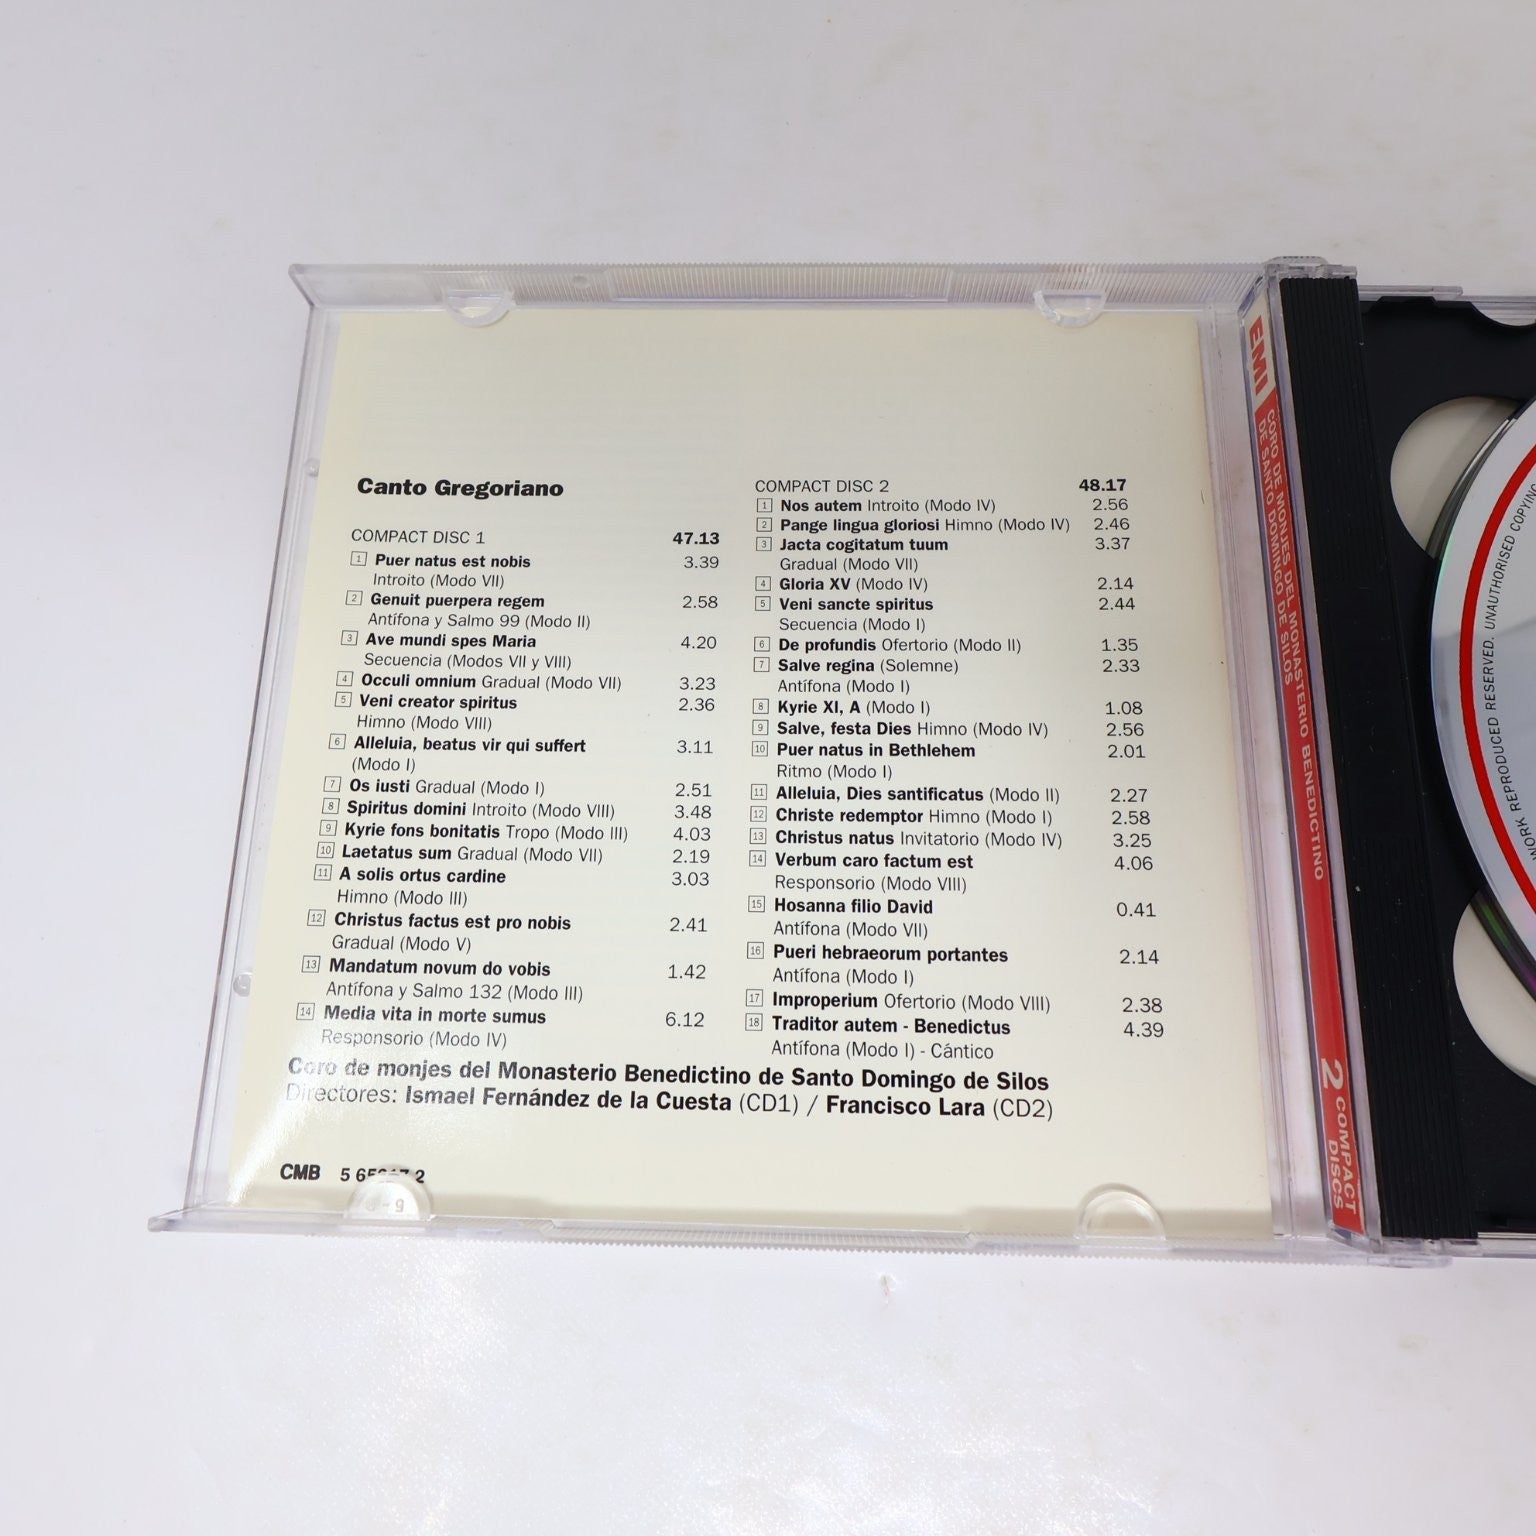 Canto Gregoriano
COMPACT DISC 1 47.13
1 Puer natus est nobis 3.39
Introito (Modo VII)
2 Genuit puerpera regem 2.58
Antífona y Salmo 99 (Modo II)
3 Ave mundi spes Maria 4.20
Secuencia (Modos VII y VIII)
4 Occuli omnium Gradual (Modo VII) 3.23
5 Veni creator spiritus 2.36
Himno (Modo VIII)
6 Alleluia, beatus vir qui suffert 3.11
(Modo I)
7 Os iusti Gradual (Modo I) 2.51
8 Spiritus domini Introito (Modo VIII) 3.48
9 Kyrie fons bonitatis Tropo (Modo III) 4.03
10 Laetatus sum Gradual (Modo VII) 2.19
11 A solis ortus cardine 3.03
Himno (Modo III)
12 Christus factus est pro nobis 2.41
Gradual (Modo V)
13 Mandatum novum do vobis 1.42
Antífona y Salmo 132 (Modo III)
14 Media vita in morte sumus 6.12
Responsorio (Modo IV)
COMPACT DISC 2 48.17
1 Nos autem Introito (Modo IV) 2.56
2 Pange lingua gloriosi Himno (Modo IV) 2.46
3 Jacta cogitatum tuum 3.37
Gradual (Modo VII)
4 Gloria XV (Modo IV) 2.14
5 Veni sancte spiritus 2.44
Secuencia (Modo I)
6 De profundis Ofertorio (Modo II) 1.35
7 Salve regina (Solemne) 2.33
Antífona (Modo I)
8 Kyrie XI, A (Modo I) 1.08
9 Salve, festa Dies Himno (Modo IV) 2.56
10 Puer natus in Bethlehem 2.01
Ritmo (Modo I)
11 Alleluia, Dies santificatus (Modo II) 2.27
12 Christe redemptor Himno (Modo I) 2.58
13 Christus natus Invitatorio (Modo IV) 3.25
14 Verbum caro factum est 4.06
Responsorio (Modo VIII)
15 Hosanna filio David 0.41
Antífona (Modo VII)
16 Pueri hebraeorum portantes 2.14
Antífona (Modo I)
17 Improperium Ofertorio (Modo VIII) 2.38
18 Traditor autem - Benedictus 4.39
Antífona (Modo I) - Cántico
Coro de monjes del Monasterio Benedictino de Santo Domingo de Silos
Directores: Ismael Fernández de la Cuesta (CD1) / Francisco Lara (CD2)
CMB
EMI
CORO DE MONJES DEL MONASTERIO BENEDICTINO
DE SANTO DOMINGO DE SILOS
2 COMPACT
DISCS
WORK REPRODUCED RESERVED. UNAUTHORISED COPYING,